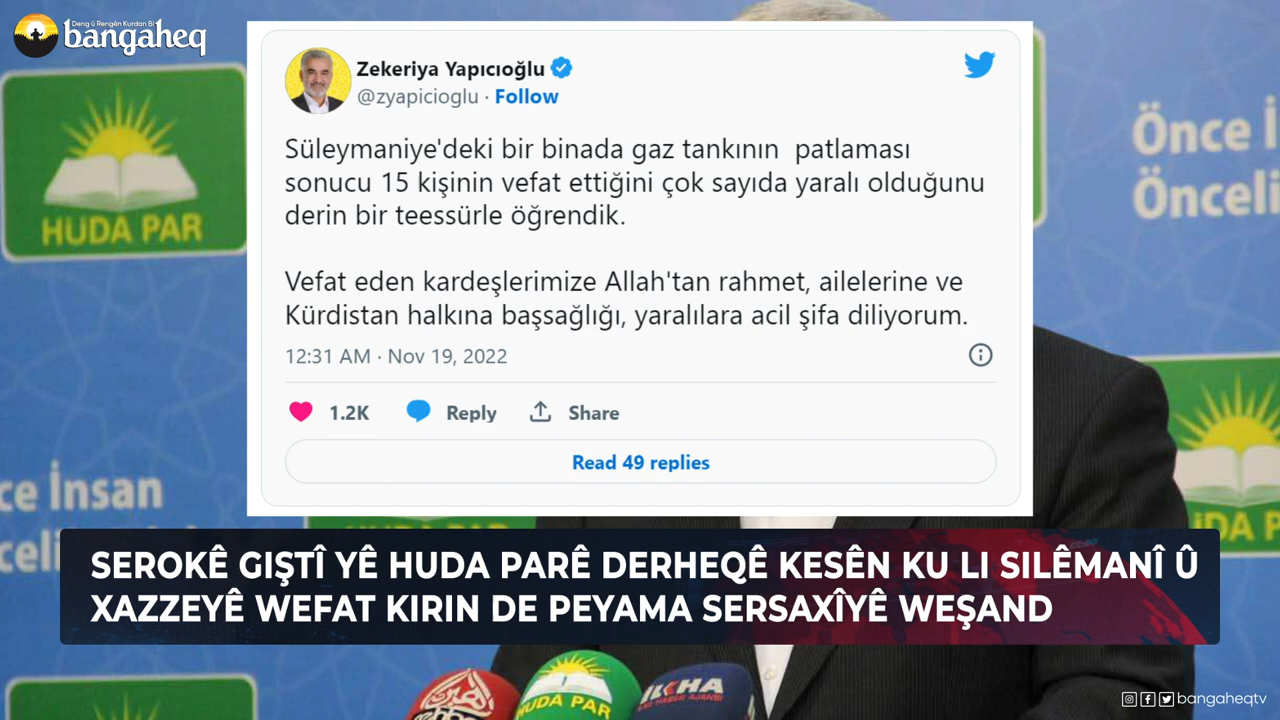 Deng û Rengên Kurdan Bi
bangaheq
Zekeriya Yapıcıoğlu
@zyapicioglu · Follow
Süleymaniye'deki bir binada gaz tankının patlaması
sonucu 15 kişinin vefat ettiğini çok sayıda yaralı olduğunu
derin bir teessürle öğrendik.
Vefat eden kardeşlerimize Allah'tan rahmet, ailelerine ve
Kürdistan halkına başsağlığı, yaralılara acil şifa diliyorum.
12:31 AM · Nov 19, 2022
1.2K Reply Share
Read 49 replies
HUDA PAR
Önce İ
Önceli
ce İnsan
SEROKÊ GIŞTÎ YÊ HUDA PARÊ DERHEQÊ KESÊN KU LI SILÊMANÎ Û
XAZZEYÊ WEFAT KIRIN DE PEYAMA SERSAXÎYÊ WEŞAND
HUDA PAR
İLKHA
bangaheqtv